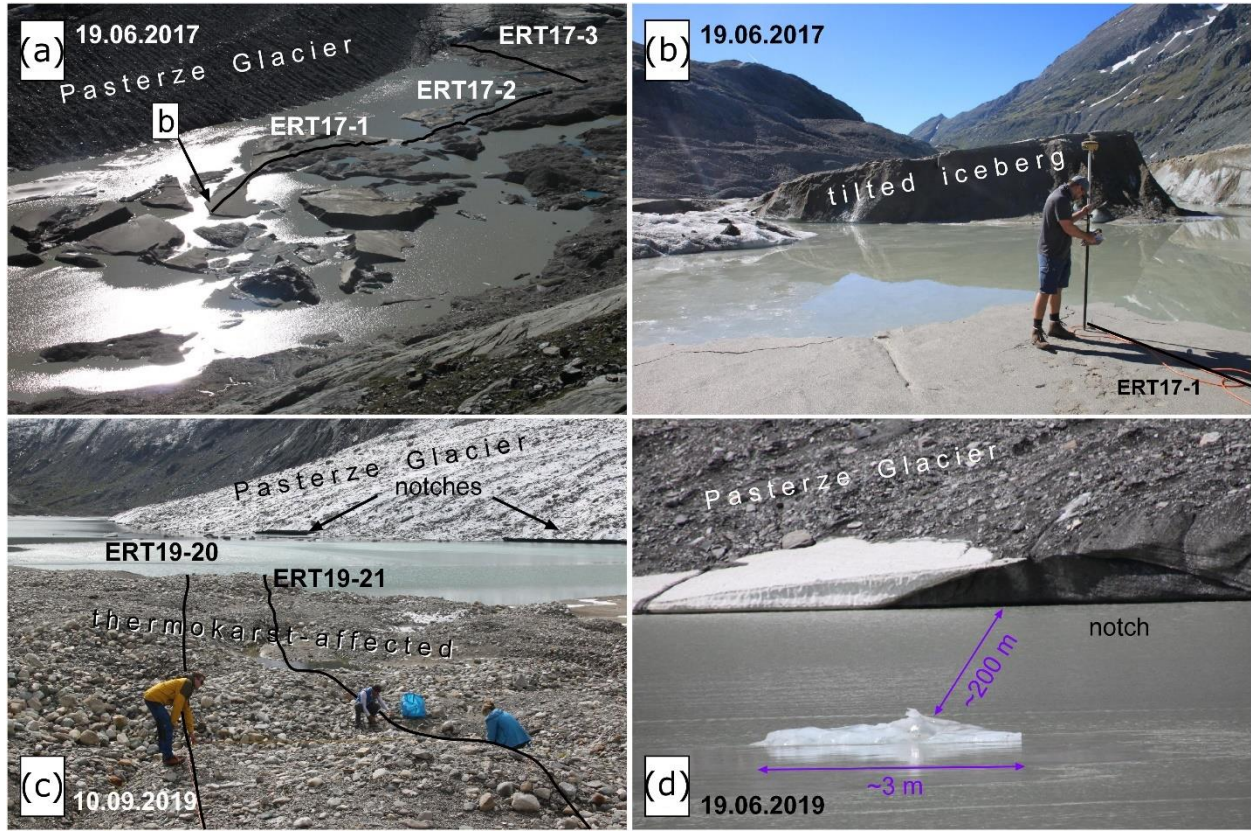 (a)
19.06.2017
Pasterze Glacier
ERT17-3
ERT17-2
b
ERT17-1
(b)
19.06.2017
tilted iceberg
ERT17-1
Pasterze Glacier
notches
ERT19-20
ERT19-21
thermokarst-affected
(c)
10.09.2019
Pasterze Glacier
notch
~200 m
~3 m
(d)
19.06.2019